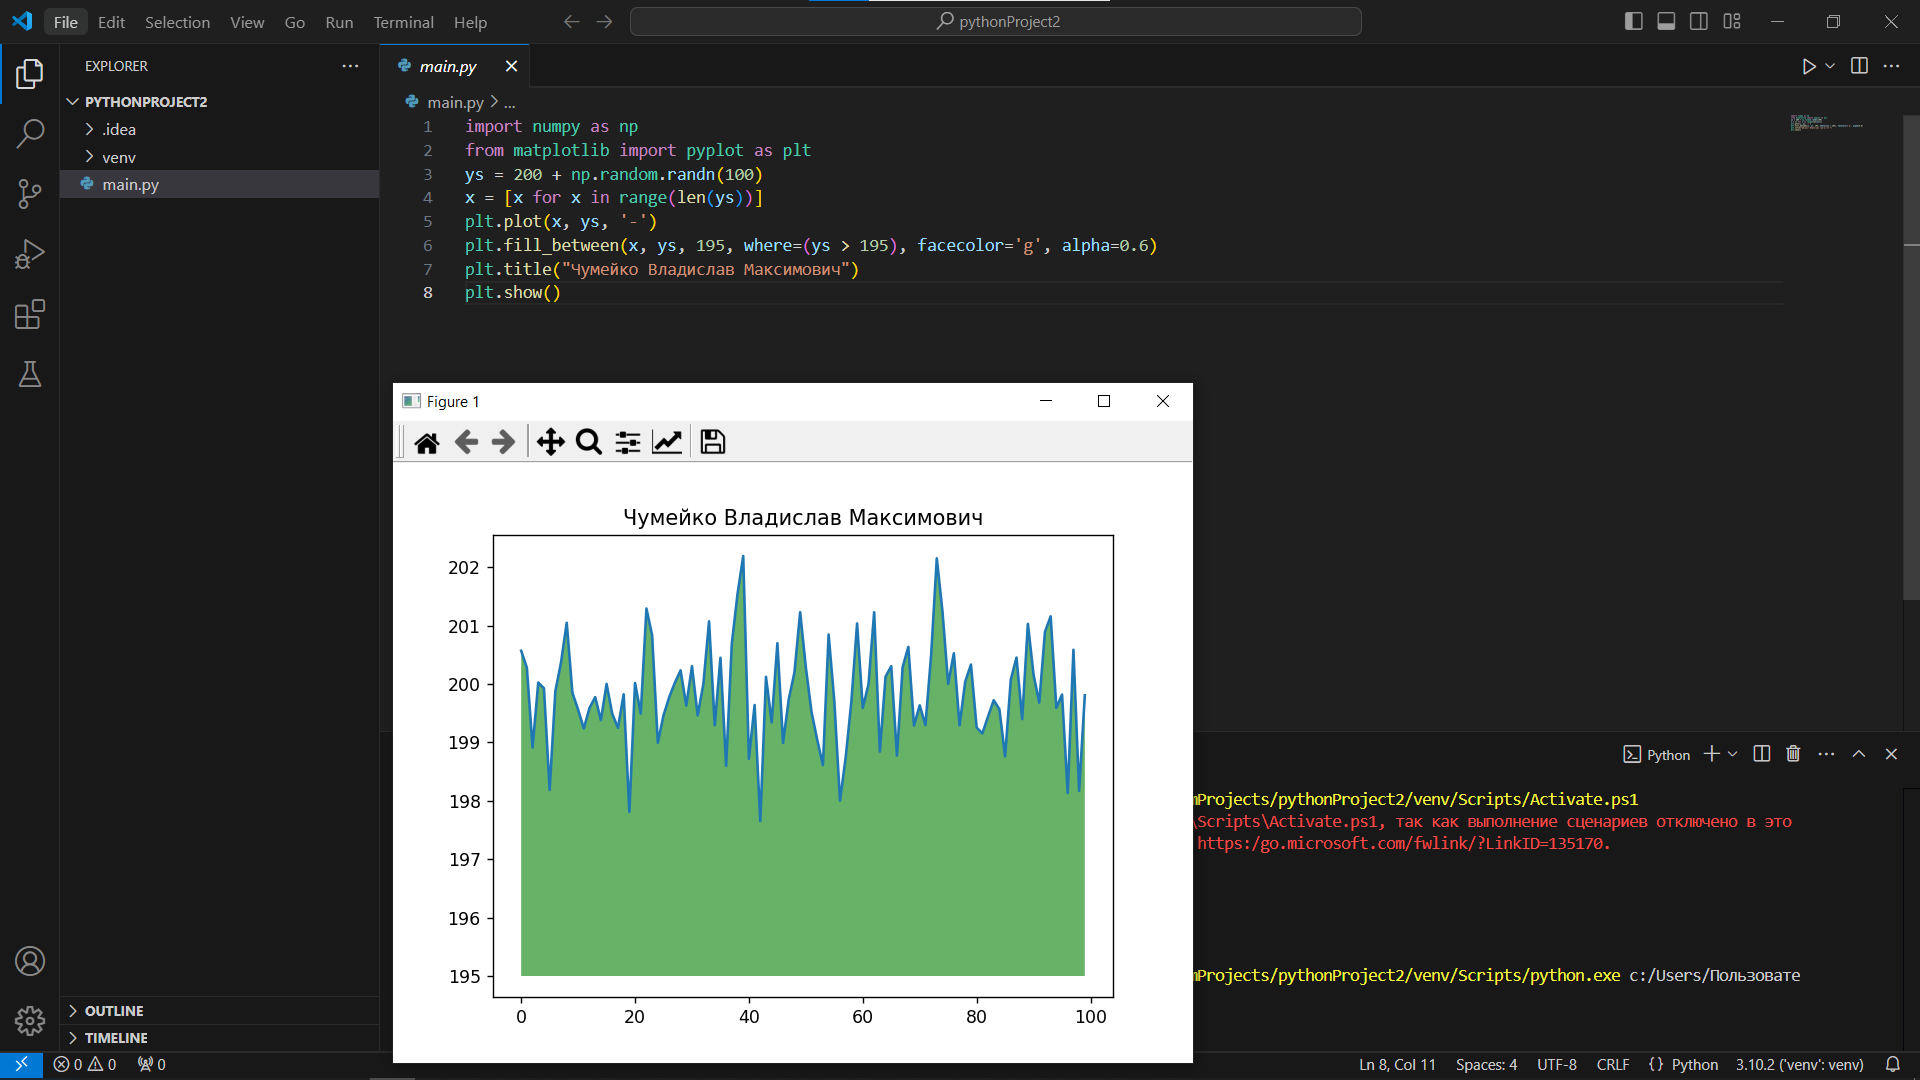 File Edit Selection View Go Run Terminal Help
pythonProject2
EXPLORER
PYTHONPROJECT2
.idea
venv
main.py
OUTLINE
TIMELINE
main.py
main.py > ...
1 import numpy as np
2 from matplotlib import pyplot as plt
3 ys = 200 + np.random.randn(100)
4 x = [x for x in range(len(ys))]
5 plt.plot(x, ys, '-')
6 plt.fill_between(x, ys, 195, where=(ys > 195), facecolor='g', alpha=0.6)
7 plt.title("Чумейко Владислав Максимович")
8 plt.show()
Figure 1
Чумейко Владислав Максимович
202
201
200
199
198
197
196
195
0 20 40 60 80 100
Python
mProjects/pythonProject2/venv/Scripts/Activate.ps1
\Scripts\Activate.ps1, так как выполнение сценариев отключено в это
https:/go.microsoft.com/fwlink/?LinkID=135170.
mProjects/pythonProject2/venv/Scripts/python.exe c:/Users/Пользовате
0 0 0
Ln 8, Col 11 Spaces: 4 UTF-8 CRLF {} Python 3.10.2 ('venv': venv)